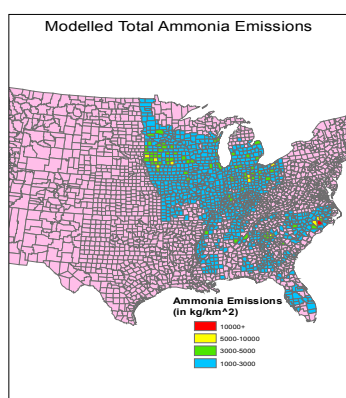 Modelled Total Ammonia Emissions
Ammonia Emissions
(in kg/km^2)
10000+
5000-10000
3000-5000
1000-3000